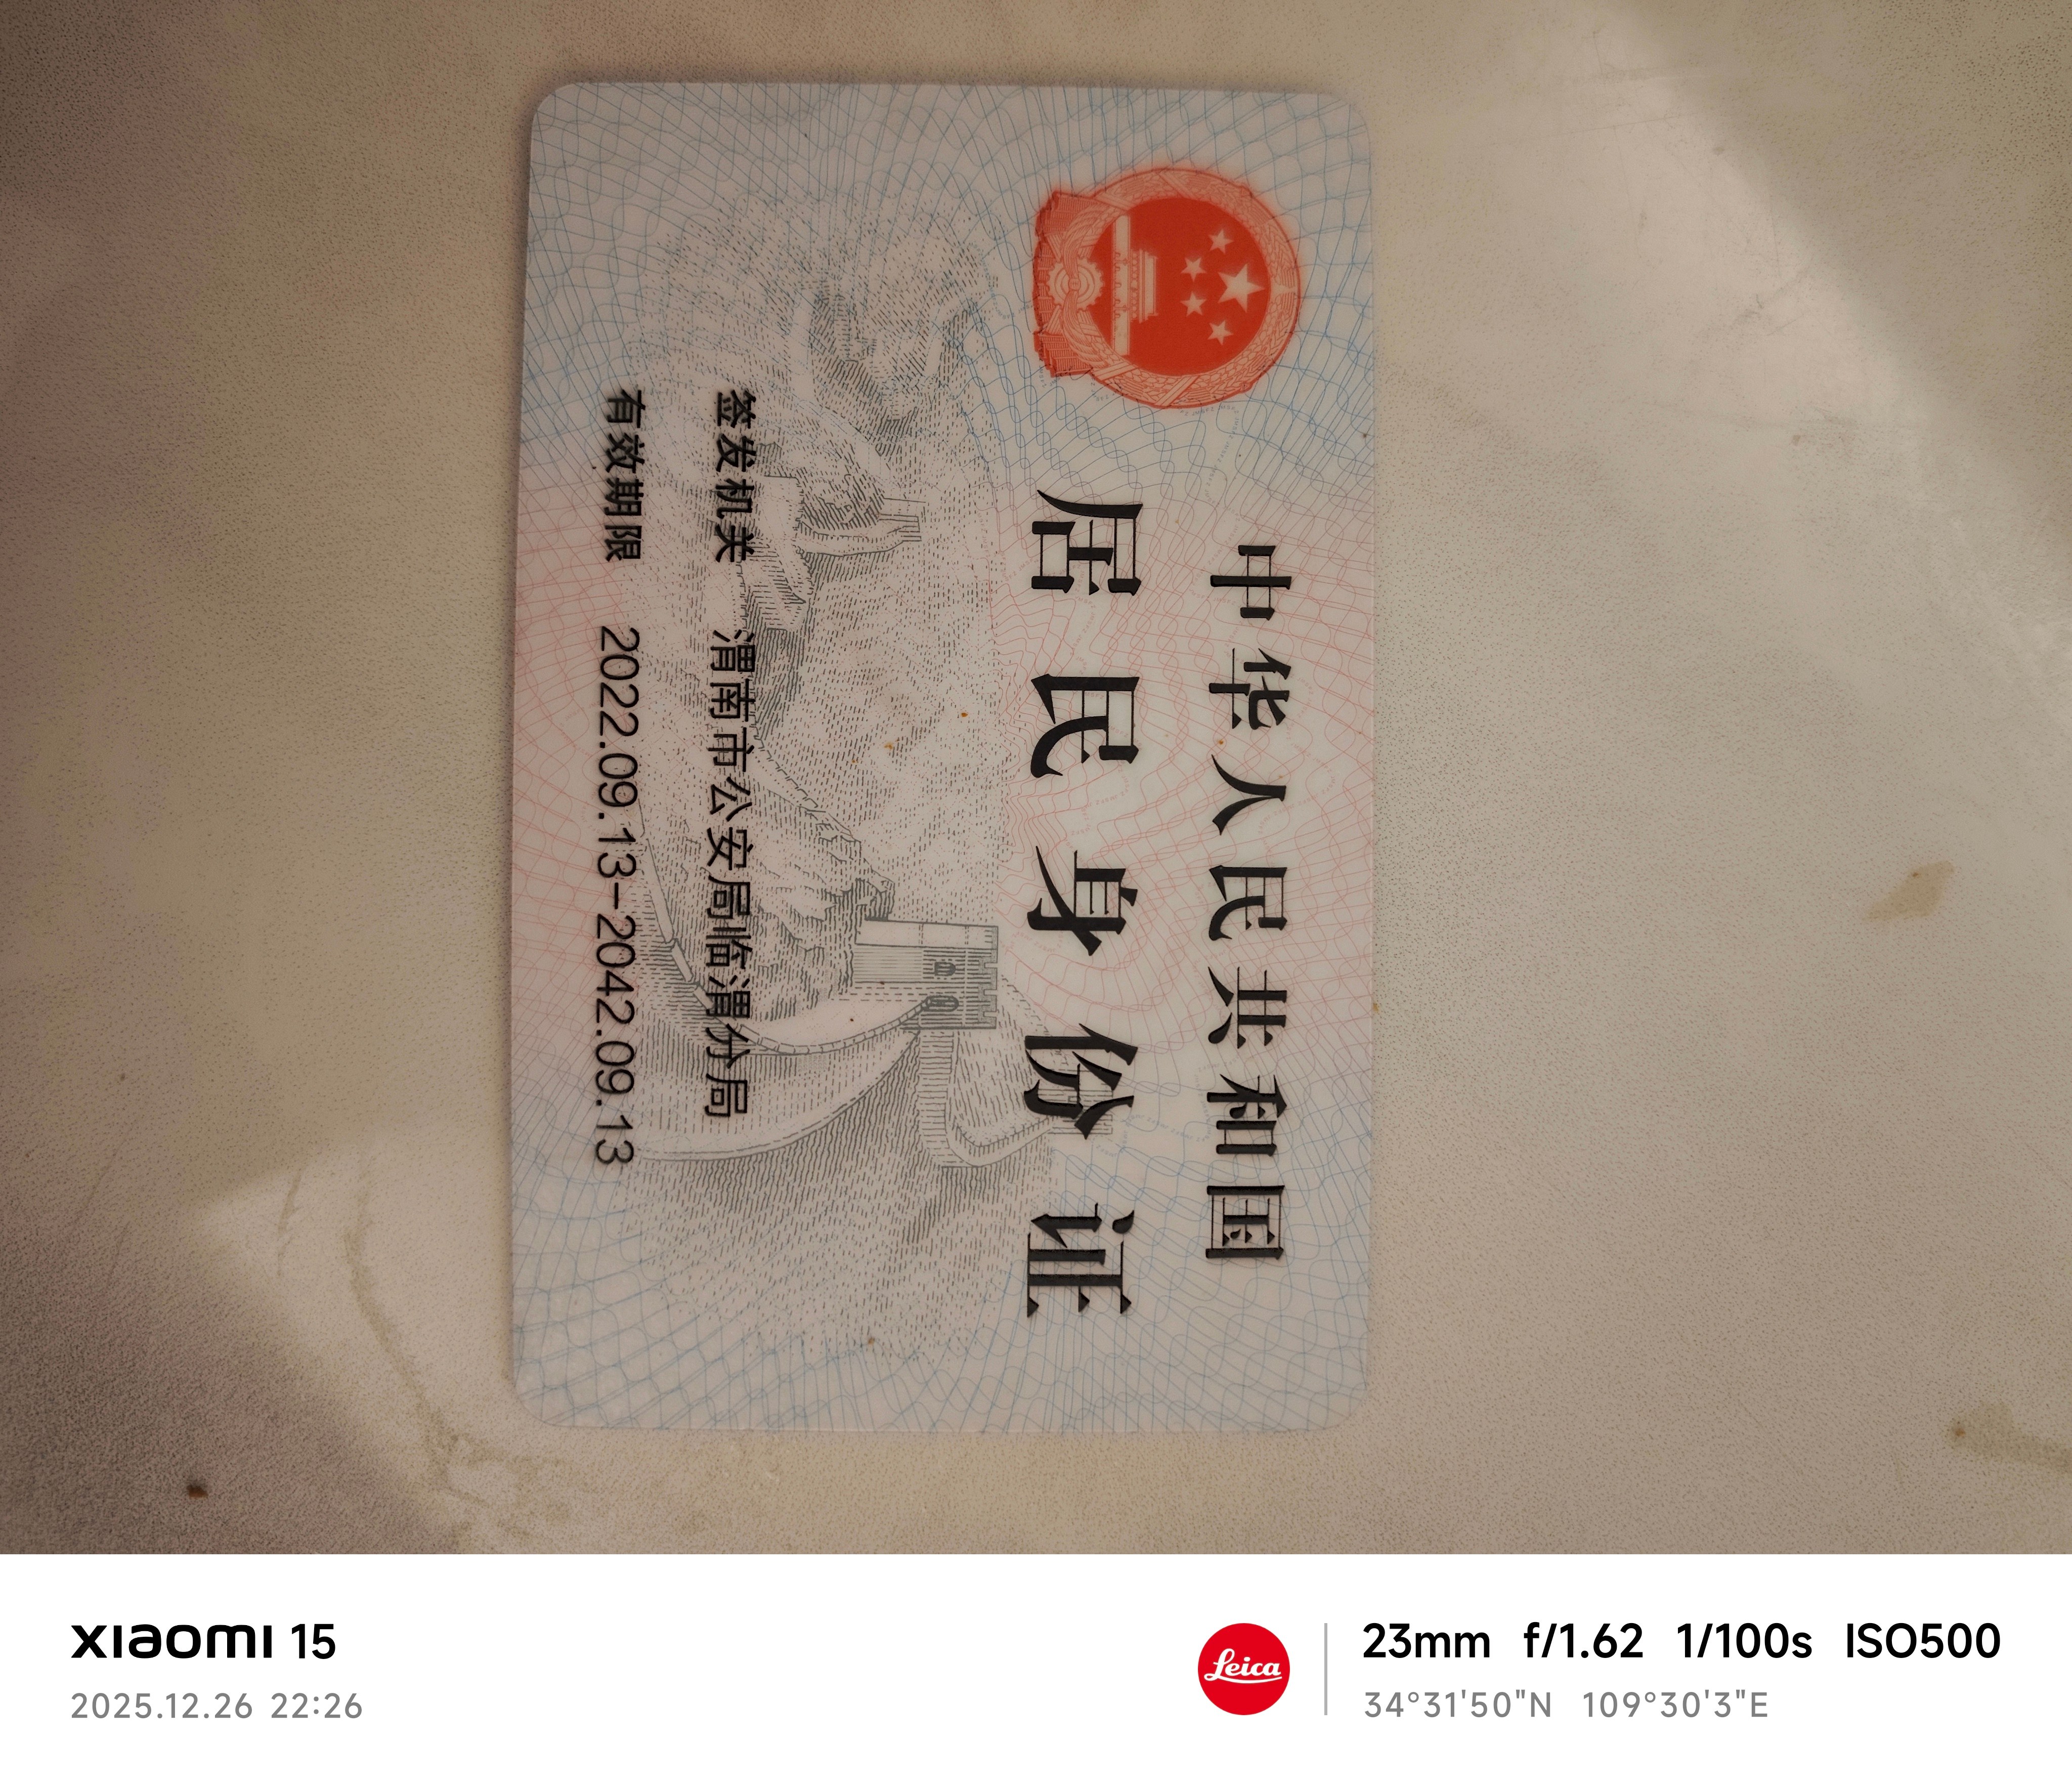 中华人民共和国
居民身份证
签发机关 渭南市公安局临渭分局
有效期限 2022.09.13-2042.09.13
xiaomi 15
2025.12.26 22:26
Leica
23mm f/1.62 1/100s ISO500
34°31'50"N 109°30'3"E